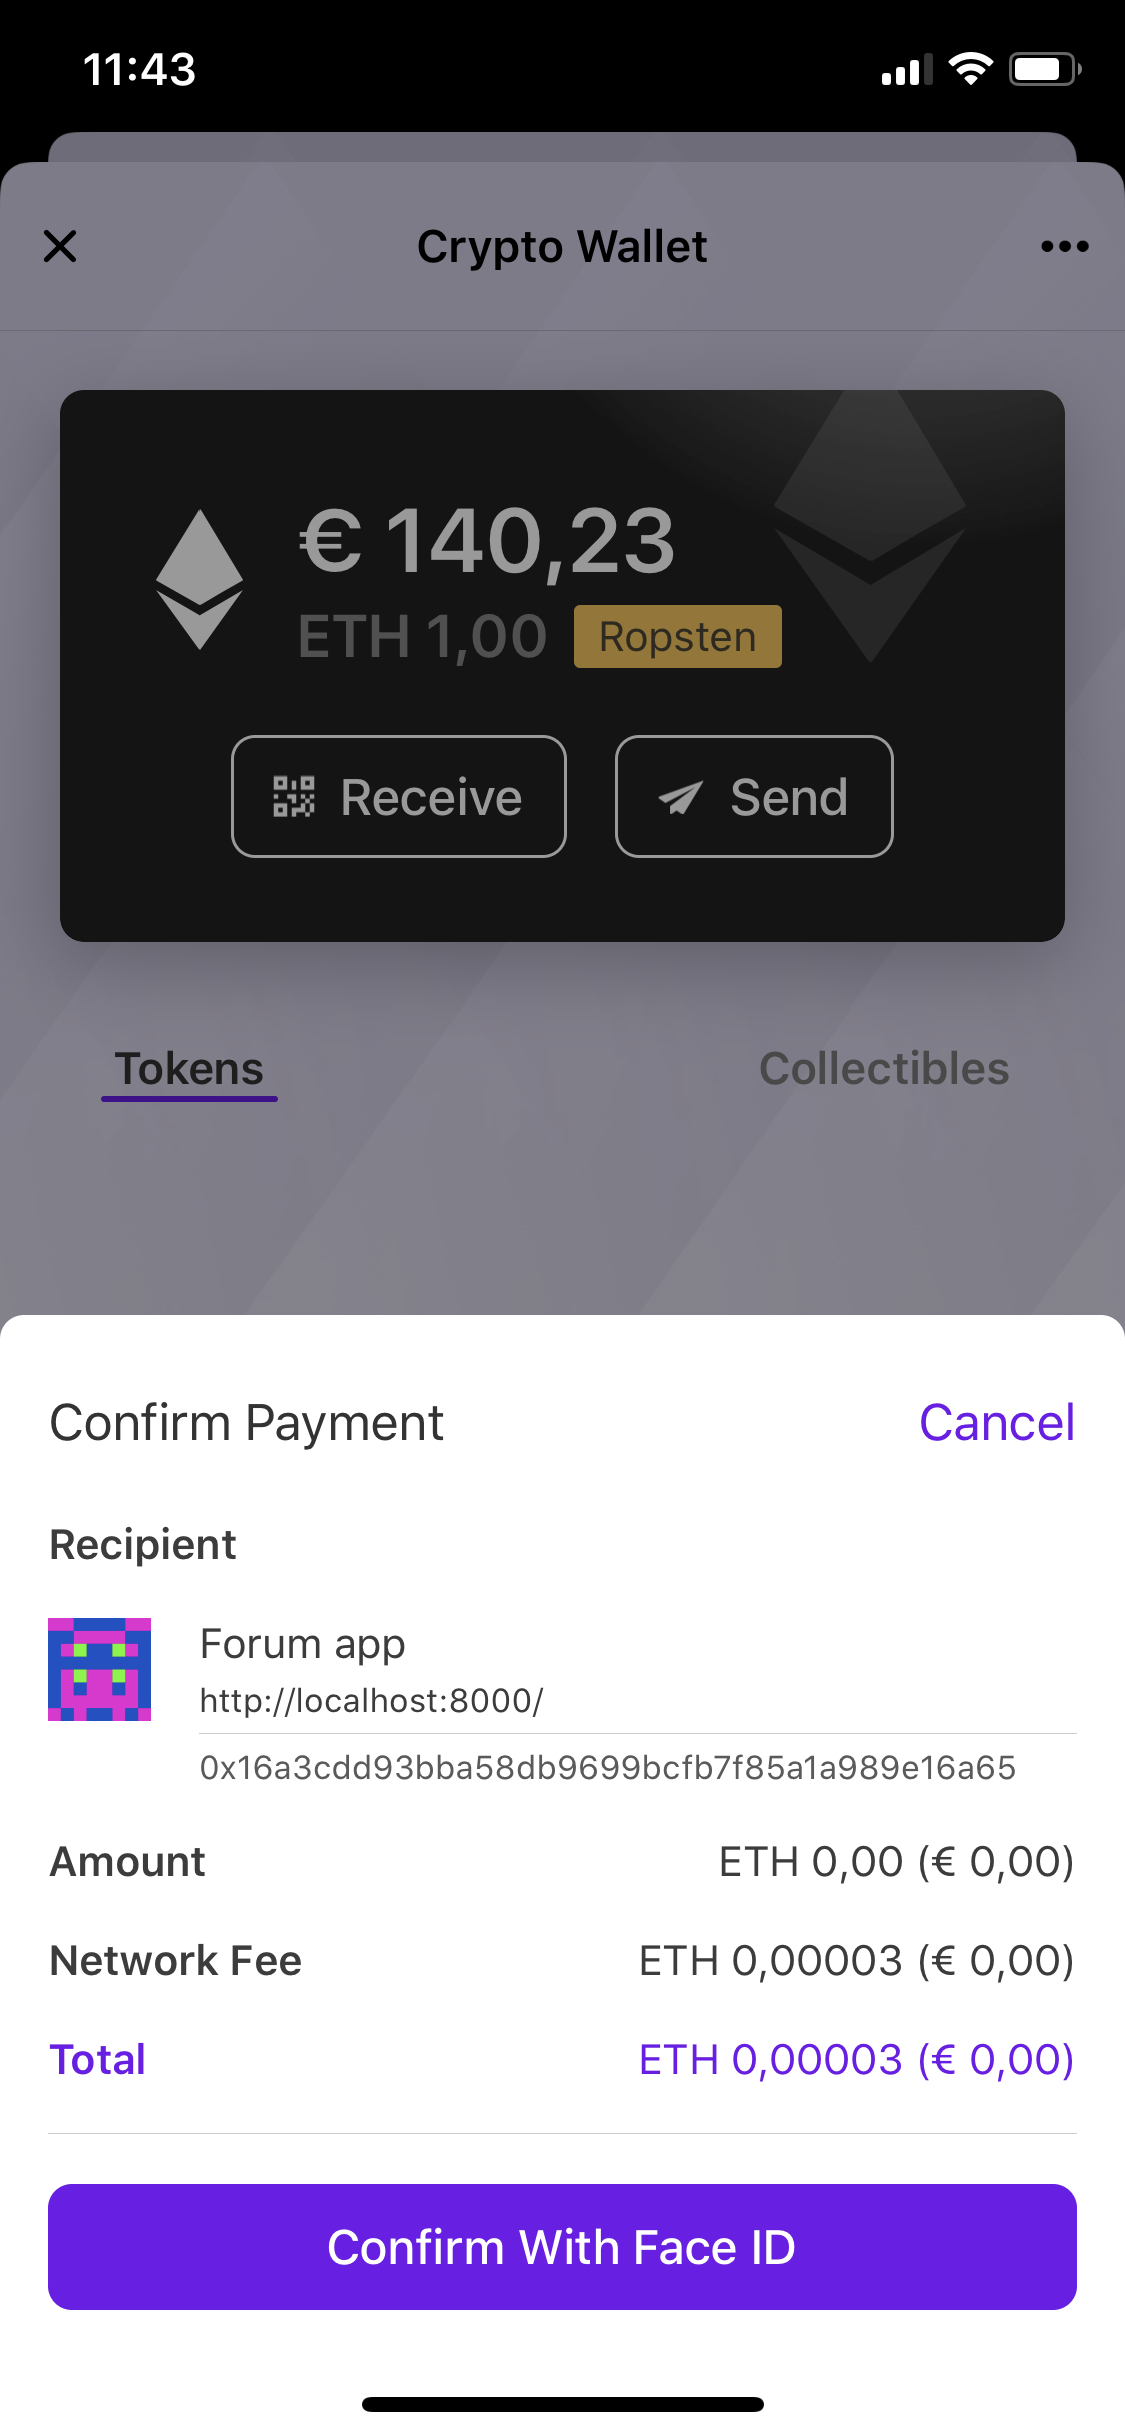 11:43
Crypto Wallet
€ 140,23
ETH 1,00 Ropsten
Receive Send
Tokens Collectibles
Confirm Payment Cancel
Recipient
Forum app
http://localhost:8000/
0x16a3cdd93bba58db9699bcfb7f85a1a989e16a65
Amount ETH 0,00 (€ 0,00)
Network Fee ETH 0,00003 (€ 0,00)
Total ETH 0,00003 (€ 0,00)
Confirm With Face ID